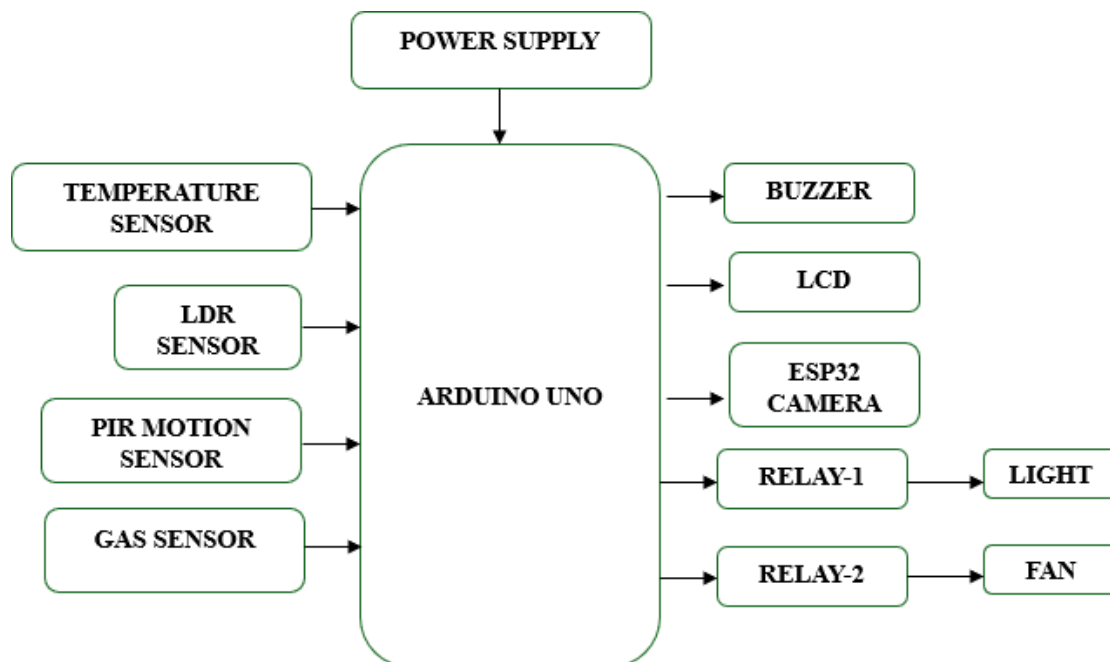 POWER SUPPLY
TEMPERATURE
SENSOR
LDR
SENSOR
PIR MOTION
SENSOR
GAS SENSOR
ARDUINO UNO
BUZZER
LCD
ESP32
CAMERA
RELAY-1
LIGHT
RELAY-2
FAN